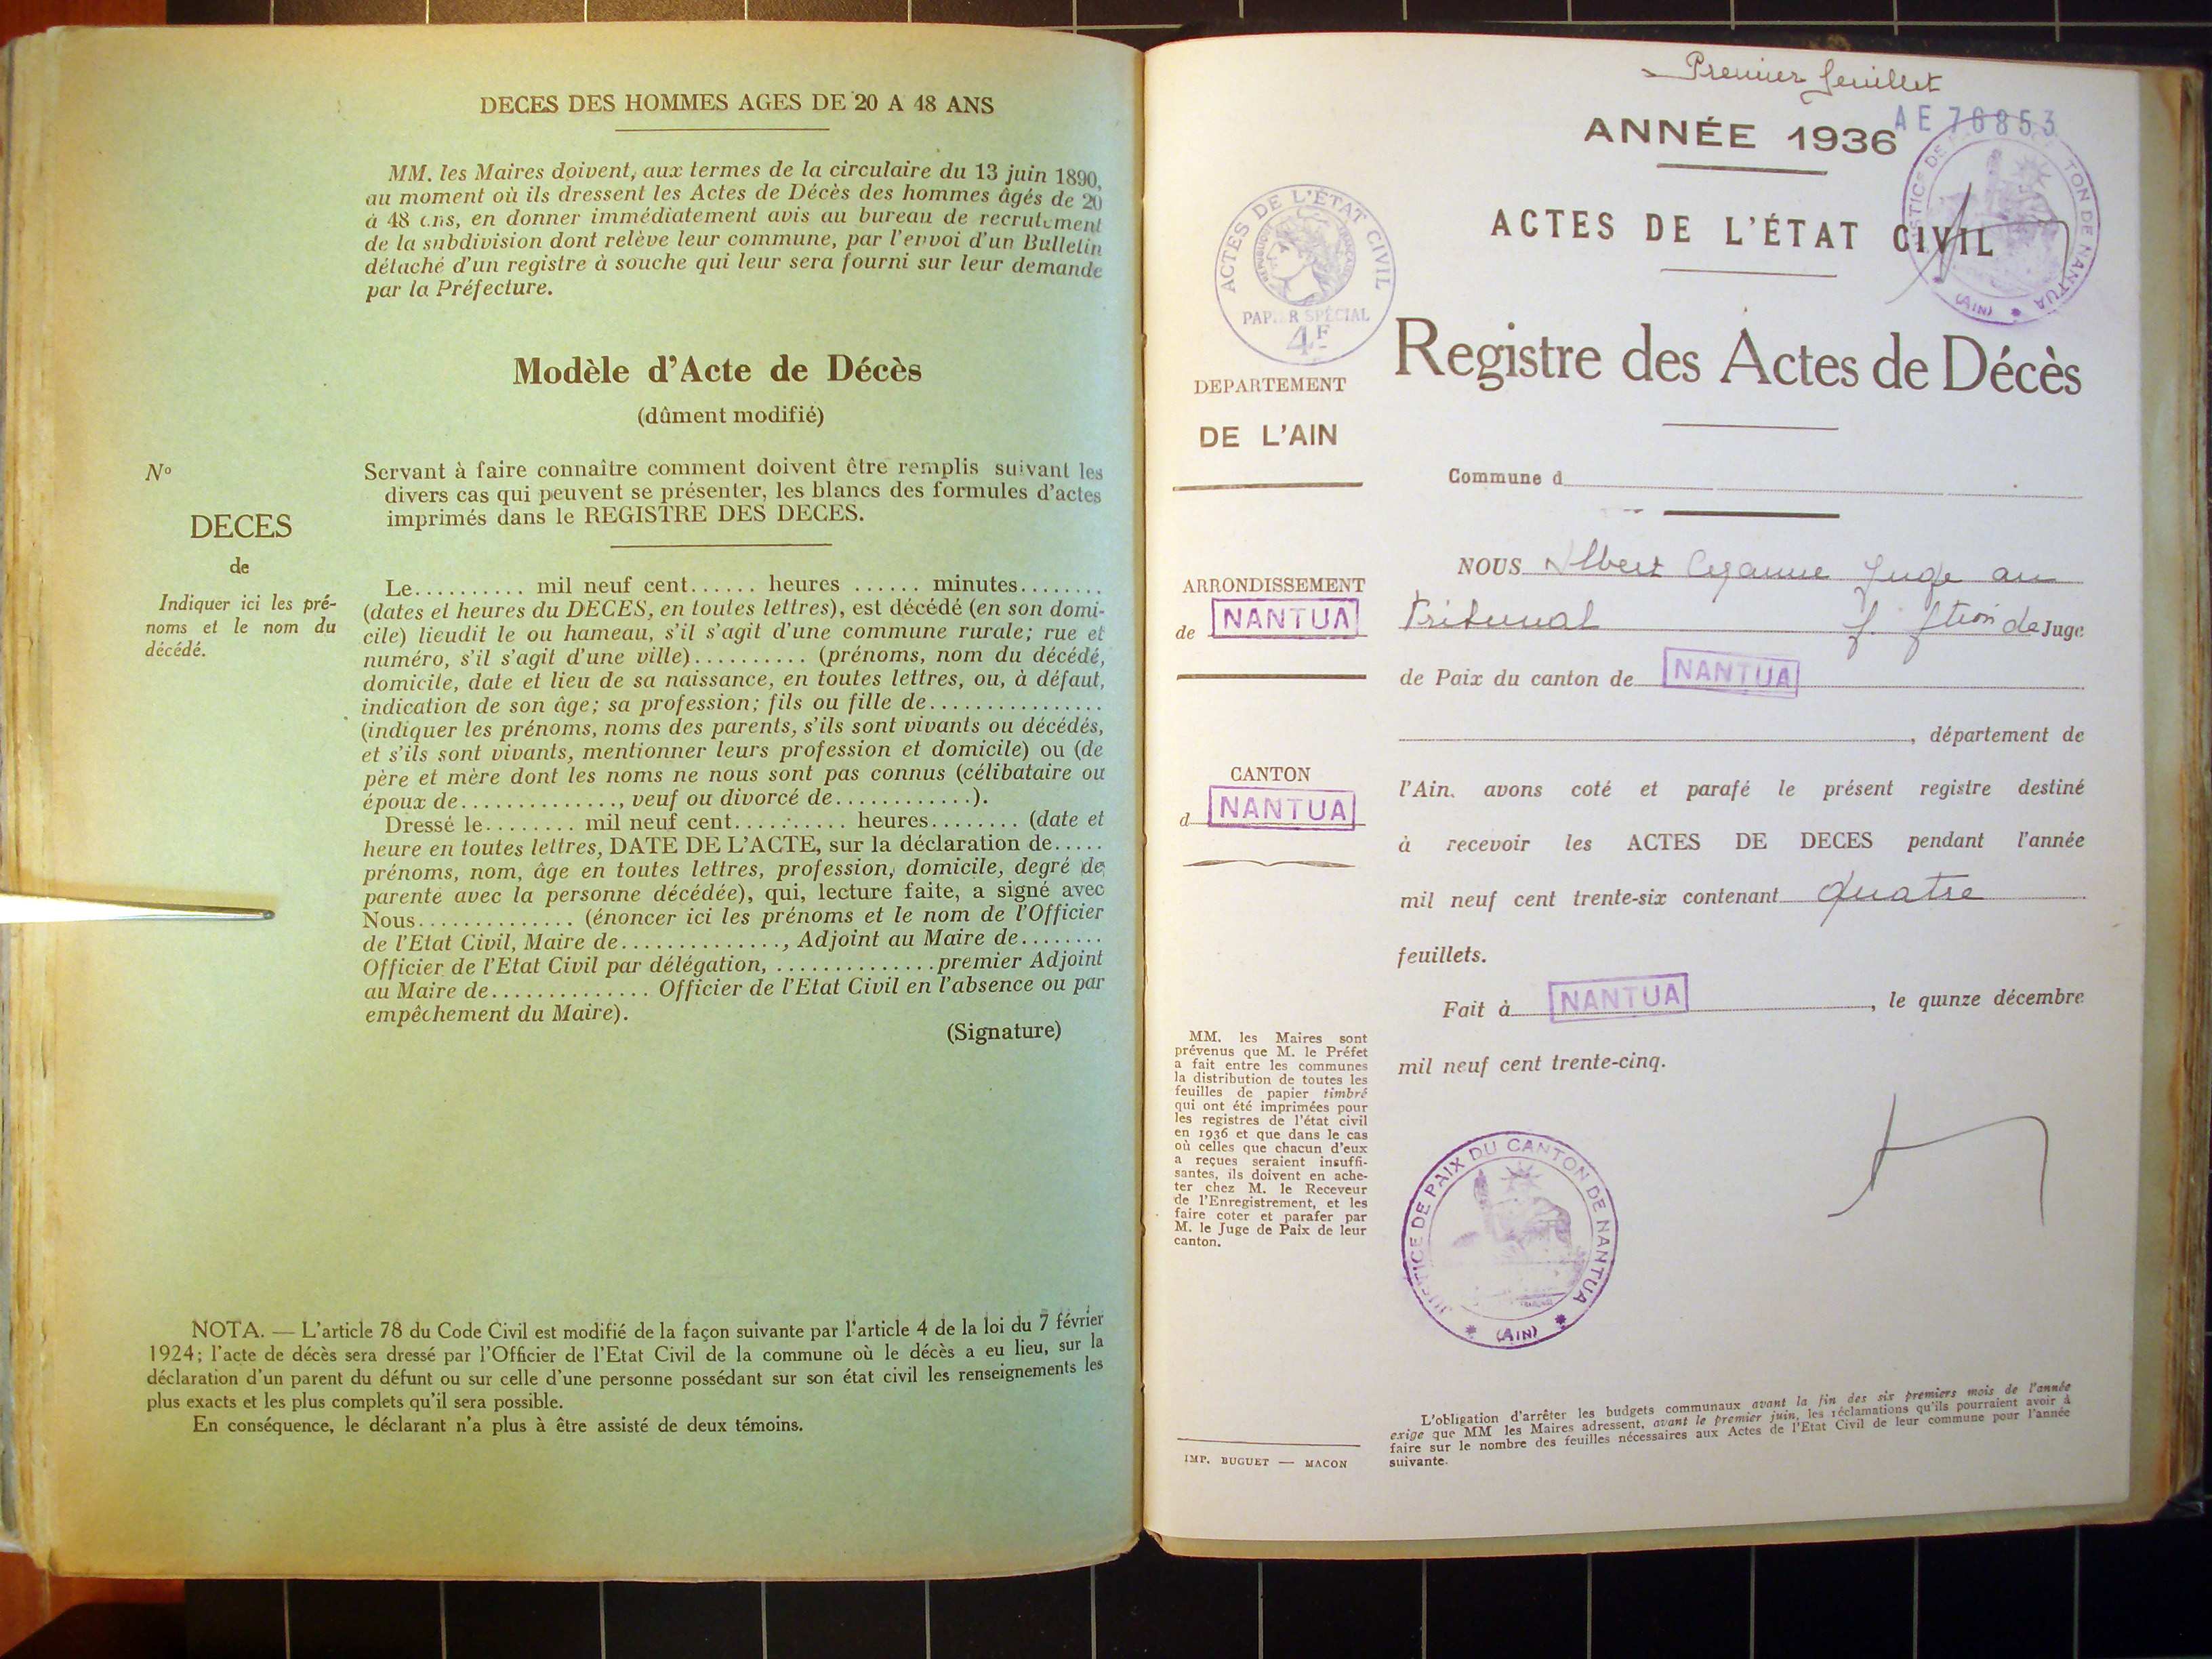 DECES DES HOMMES AGES DE 20 A 48 ANS
MM. les Maires doivent, aux termes de la circulaire du 13 juin 1890,
au moment où ils dressent les Actes de Décès des hommes âgés de 20
à 48 ans, en donner immédiatement avis au bureau de recrutement
de la subdivision dont relève leur commune, par l'envoi d'un Bulletin
détaché d'un registre à souche qui leur sera fourni sur leur demande
par la Préfecture.
Modèle d'Acte de Décès
(dûment modifié)
Nº
DECES
de
Indiquer ici les pré-
noms et le nom du
décédé.
Servant à faire connaître comment doivent être remplis suivant les
divers cas qui peuvent se présenter, les blancs des formules d'actes
imprimés dans le REGISTRE DES DECES.
Le.......... mil neuf cent...... heures ...... minutes........
(dates et heures du DECES, en toutes lettres), est décédé (en son domi-
cile) lieudit le ou hameau, s'il s'agit d'une commune rurale; rue et
numéro, s'il s'agit d'une ville).......... (prénoms, nom du décédé,
domicile, date et lieu de sa naissance, en toutes lettres, ou, à défaut,
indication de son âge; sa profession; fils ou fille de................
(indiquer les prénoms, noms des parents, s'ils sont vivants ou décédés,
et s'ils sont vivants, mentionner leurs profession et domicile) ou (de
père et mère dont les noms ne nous sont pas connus (célibataire ou
époux de.............., veuf ou divorcé de............).
Dressé le........ mil neuf cent.......... heures........ (date et
heure en toutes lettres, DATE DE L'ACTE, sur la déclaration de.....
prénoms, nom, âge en toutes lettres, profession, domicile, degré de
parenté avec la personne décédée), qui, lecture faite, a signé avec
Nous.............. (énoncer ici les prénoms et le nom de l'Officier
de l'Etat Civil, Maire de.............., Adjoint au Maire de........
Officier de l'Etat Civil par délégation, ..............premier Adjoint
au Maire de.............. Officier de l'Etat Civil en l'absence ou par
empêchement du Maire).
(Signature)
NOTA. — L'article 78 du Code Civil est modifié de la façon suivante par l'article 4 de la loi du 7 février
1924; l'acte de décès sera dressé par l'Officier de l'Etat Civil de la commune où le décès a eu lieu, sur la
déclaration d'un parent du défunt ou sur celle d'une personne possédant sur son état civil les renseignements les
plus exacts et les plus complets qu'il sera possible.
En conséquence, le déclarant n'a plus à être assisté de deux témoins.
Premier feuillet
AE 76853
ANNÉE 1936
ACTES DE L'ÉTAT CIVIL
ACTES DE L'ÉTAT CIVIL
PAPIER SPÉCIAL
4F
TON DE NANTUA
(AIN)
Registre des Actes de Décès
DEPARTEMENT
DE L'AIN
Commune d
ARRONDISSEMENT
de NANTUA
CANTON
d NANTUA
NOUS Albert Juge au
Tribunal f. ftion de Juge
de Paix du canton de NANTUA
, département de
l'Ain, avons coté et parafé le présent registre destiné
à recevoir les ACTES DE DECES pendant l'année
mil neuf cent trente-six contenant quatre
feuillets.
Fait à NANTUA, le quinze décembre
mil neuf cent trente-cinq.
MM. les Maires sont
prévenus que M. le Préfet
a fait entre les communes
la distribution de toutes les
feuilles de papier timbré
qui ont été imprimées pour
les registres de l'état civil
en 1936 et que dans le cas
où celles que chacun d'eux
a reçues seraient insuffi-
santes, ils doivent en ache-
ter chez M. le Receveur
de l'Enregistrement, et les
faire coter et parafer par
M. le Juge de Paix de leur
canton.
JUSTICE DE PAIX DU CANTON DE NANTUA
(AIN)
L'obligation d'arrêter les budgets communaux avant la fin des six premiers mois de l'année
exige que MM les Maires adressent, avant le premier juin, les réclamations qu'ils pourraient avoir à
faire sur le nombre des feuilles nécessaires aux Actes de l'Etat Civil de leur commune pour l'année
suivante.
IMP. BUGUET — MACON